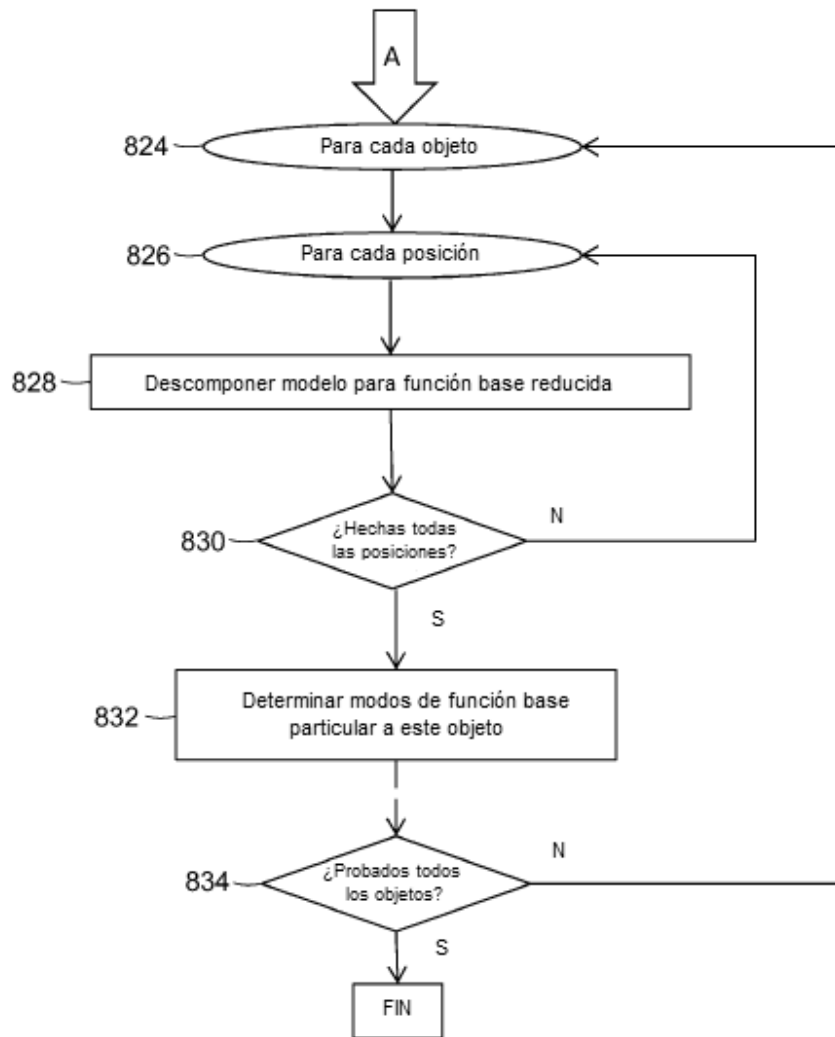 A
824
Para cada objeto
826
Para cada posición
828
Descomponer modelo para función base reducida
830
¿Hechas todas
las posiciones?
N
S
832
Determinar modos de función base
particular a este objeto
834
¿Probados todos
los objetos?
N
S
FIN